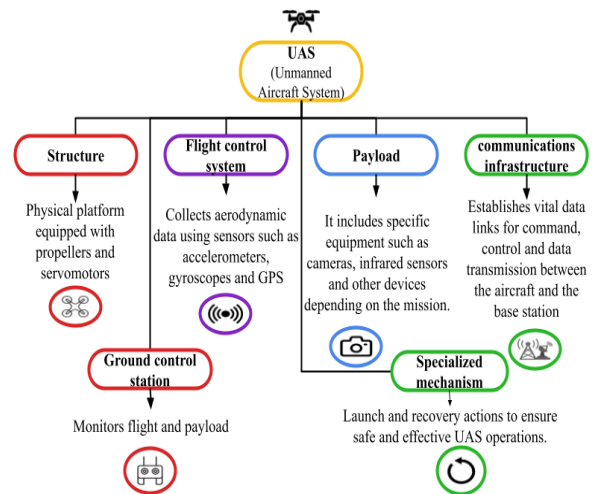 UAS
(Unmanned
Aircraft System)
Structure
Physical platform
equipped with
propellers and
servomotors
Flight control
system
Collects aerodynamic
data using sensors such as
accelerometers,
gyroscopes and GPS
Payload
It includes specific
equipment such as
cameras, infrared sensors
and other devices
depending on the mission.
communications
infrastructure
Establishes vital data
links for command,
control and data
transmission between
the aircraft and the
base station
Ground control
station
Monitors flight and payload
Specialized
mechanism
Launch and recovery actions to ensure
safe and effective UAS operations.